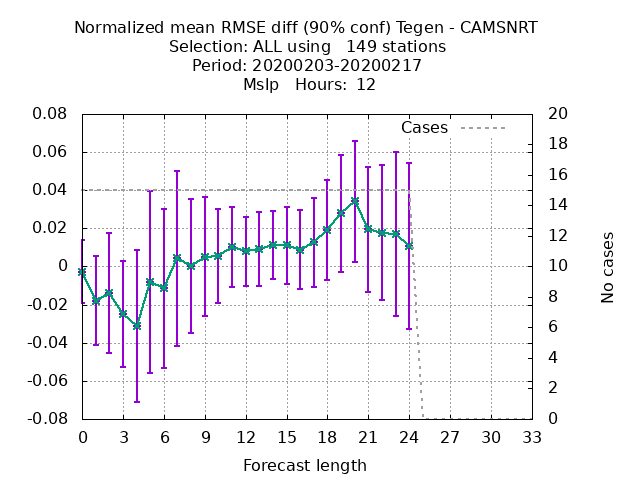 Normalized mean RMSE diff (90% conf) Tegen - CAMSNRT
Selection: ALL using   149 stations
Period: 20200203-20200217
Mslp   Hours:  12
0.08
0.06
0.04
0.02
0
-0.02
-0.04
-0.06
-0.08
Cases
20
18
16
14
12
10
8
6
4
2
0
No cases
0 3 6 9 12 15 18 21 24 27 30 33
Forecast length